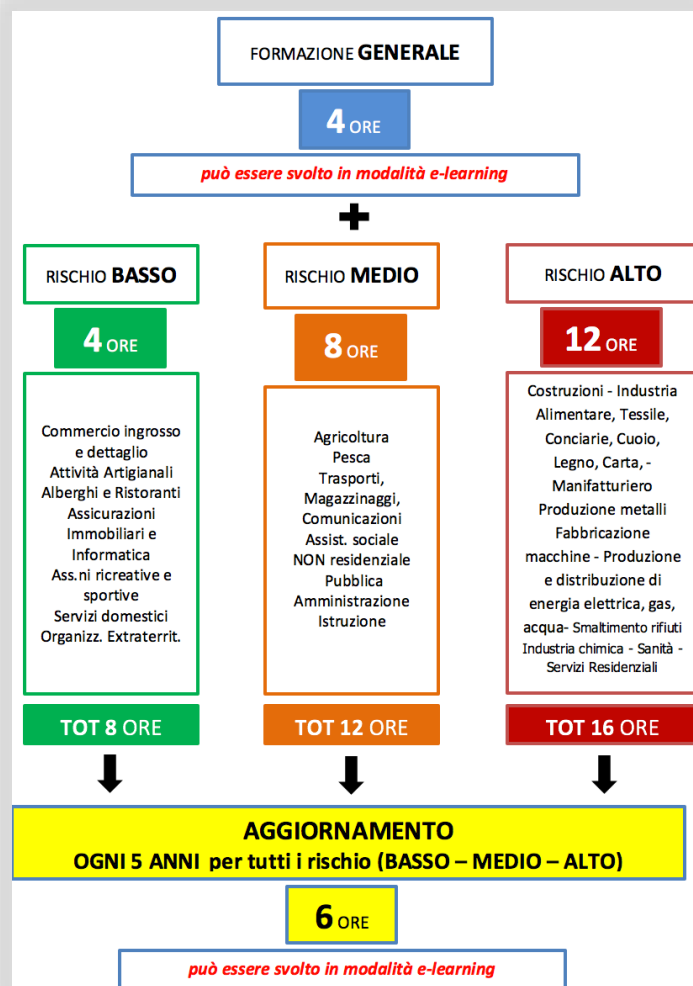 FORMAZIONE GENERALE
4 ORE
può essere svolto in modalità e-learning
RISCHIO BASSO
4 ORE
Commercio ingrosso
e dettaglio
Attività Artigianali
Alberghi e Ristoranti
Assicurazioni
Immobiliari e
Informatica
Ass.ni ricreative e
sportive
Servizi domestici
Organizz. Extraterrit.
TOT 8 ORE
RISCHIO MEDIO
8 ORE
Agricoltura
Pesca
Trasporti,
Magazzinaggi,
Comunicazioni
Assist. sociale
NON residenziale
Pubblica
Amministrazione
Istruzione
TOT 12 ORE
RISCHIO ALTO
12 ORE
Costruzioni - Industria
Alimentare, Tessile,
Conciarie, Cuoio,
Legno, Carta, -
Manifatturiero
Produzione metalli
Fabbricazione
macchine - Produzione
e distribuzione di
energia elettrica, gas,
acqua- Smaltimento rifiuti
Industria chimica - Sanità -
Servizi Residenziali
TOT 16 ORE
AGGIORNAMENTO
OGNI 5 ANNI per tutti i rischio (BASSO – MEDIO – ALTO)
6 ORE
può essere svolto in modalità e-learning